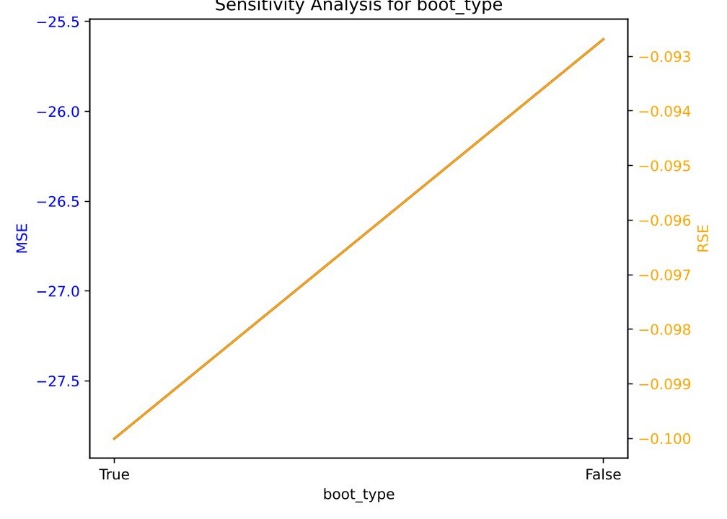 Sensitivity Analysis for boot_type
−25.5
−26.0
−26.5
−27.0
−27.5
MSE
−0.093
−0.094
−0.095
−0.096
−0.097
−0.098
−0.099
−0.100
RSE
True
False
boot_type